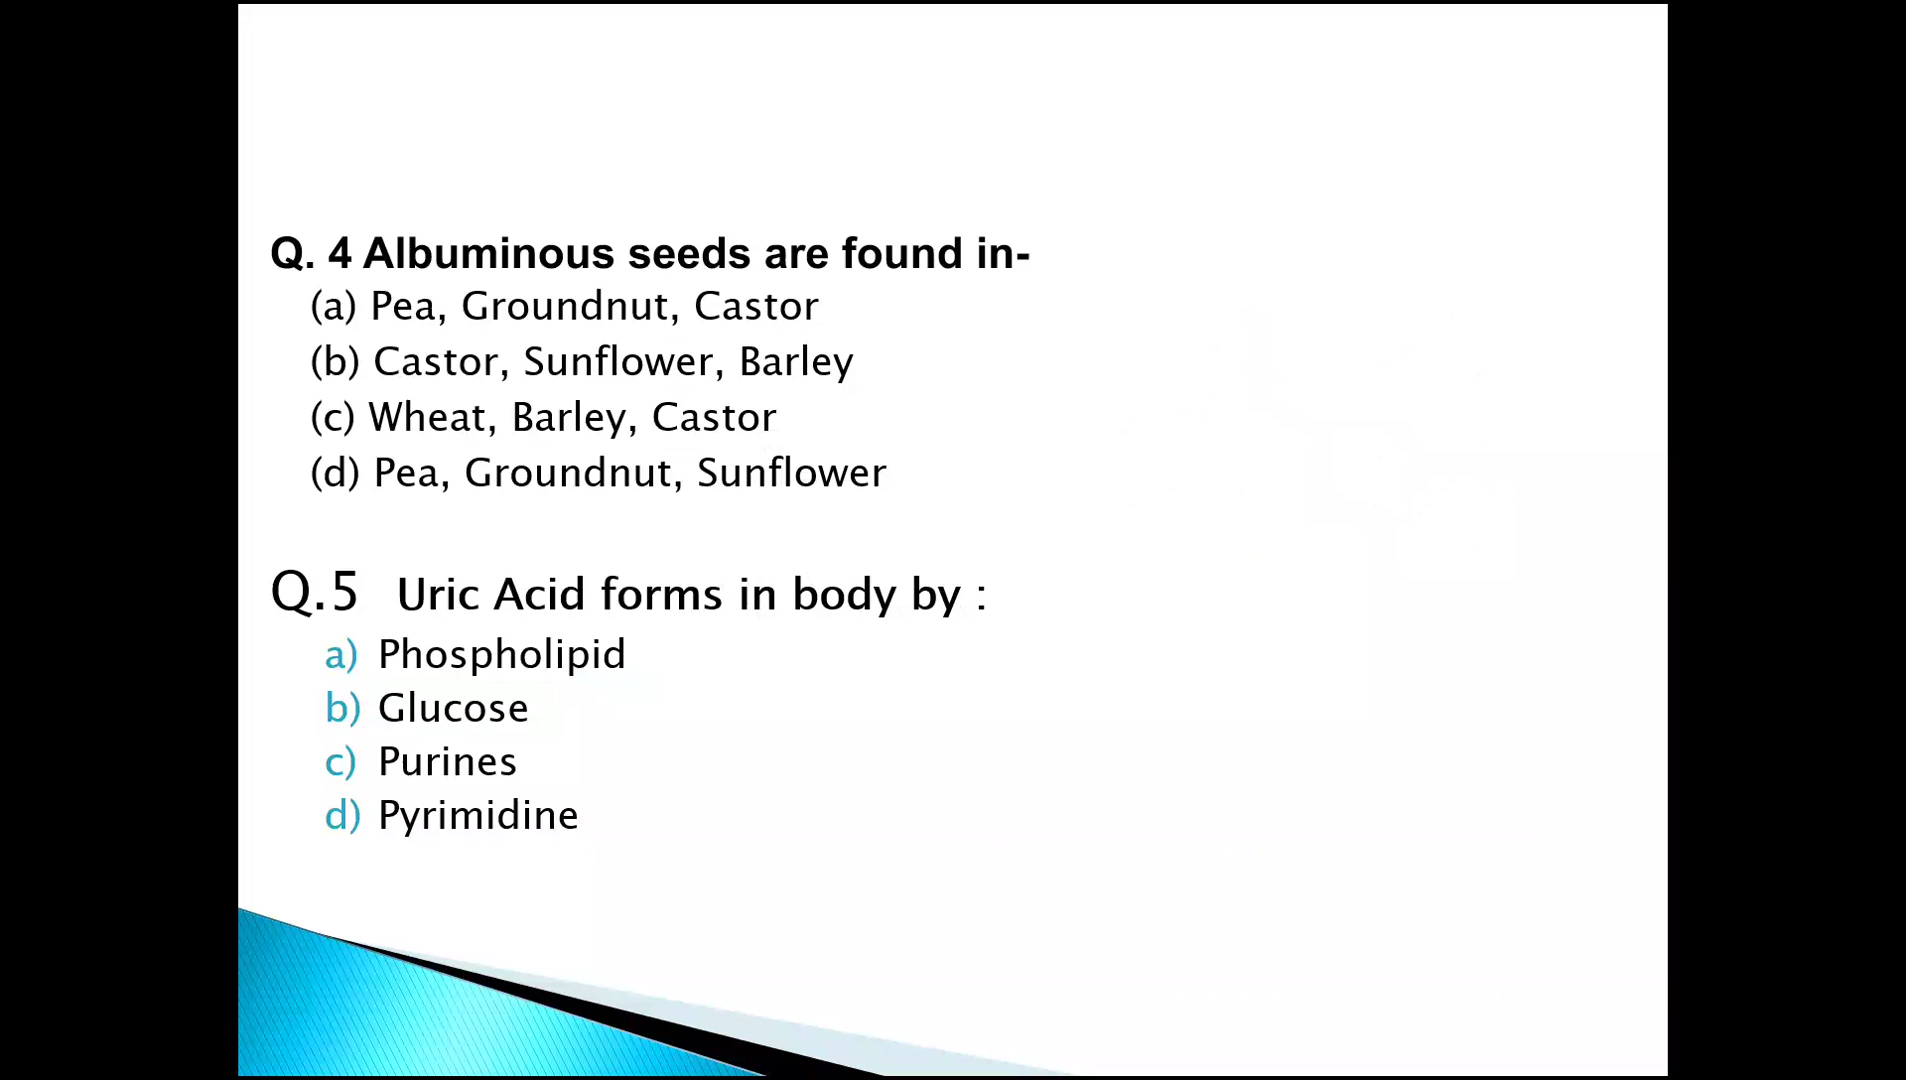 Q. 4 Albuminous seeds are found in-
(a) Pea, Groundnut, Castor
(b) Castor, Sunflower, Barley
(c) Wheat, Barley, Castor
(d) Pea, Groundnut, Sunflower
Q.5 Uric Acid forms in body by :
a) Phospholipid
b) Glucose
c) Purines
d) Pyrimidine